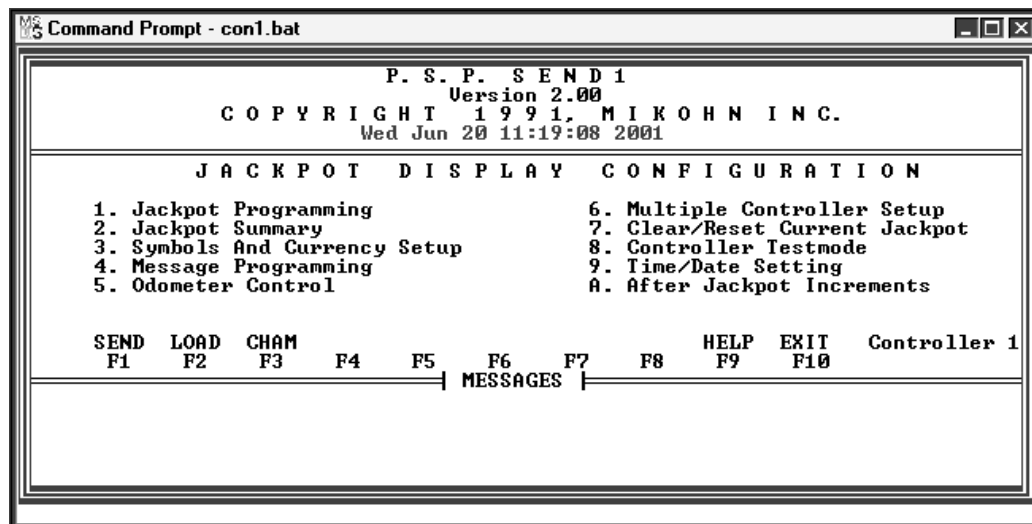 Command Prompt - con1.bat
P. S. P. S E N D 1
Version 2.00
C O P Y R I G H T 1 9 9 1, M I K O H N I N C.
Wed Jun 20 11:19:08 2001
J A C K P O T D I S P L A Y C O N F I G U R A T I O N
1. Jackpot Programming
2. Jackpot Summary
3. Symbols And Currency Setup
4. Message Programming
5. Odometer Control
6. Multiple Controller Setup
7. Clear/Reset Current Jackpot
8. Controller Testmode
9. Time/Date Setting
A. After Jackpot Increments
SEND LOAD CHAM HELP EXIT Controller 1
F1 F2 F3 F4 F5 F6 F7 F8 F9 F10
MESSAGES